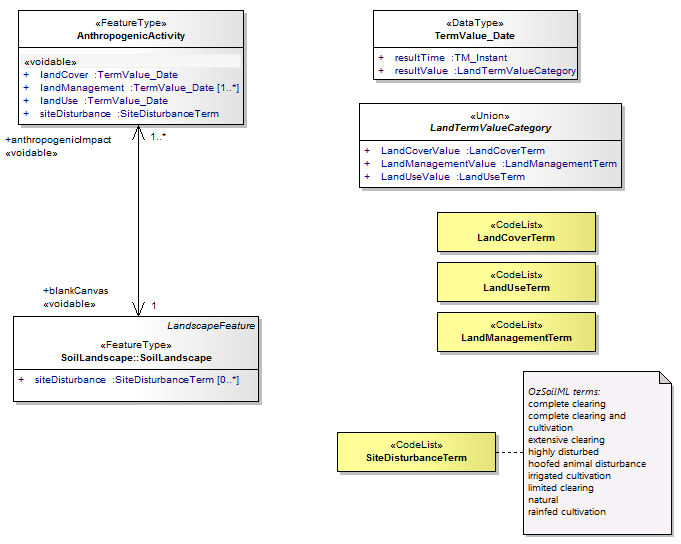 «FeatureType»
AnthropogenicActivity
«voidable»
+ landCover :TermValue_Date
+ landManagement :TermValue_Date [1..*]
+ landUse :TermValue_Date
+ siteDisturbance :SiteDisturbanceTerm
+anthropogenicImpact
«voidable»
1..*
+blankCanvas
«voidable»
1
LandscapeFeature
«FeatureType»
SoilLandscape::SoilLandscape
+ siteDisturbance :SiteDisturbanceTerm [0..*]
«DataType»
TermValue_Date
+ resultTime :TM_Instant
+ resultValue :LandTermValueCategory
«Union»
LandTermValueCategory
+ LandCoverValue :LandCoverTerm
+ LandManagementValue :LandManagementTerm
+ LandUseValue :LandUseTerm
«CodeList»
LandCoverTerm
«CodeList»
LandUseTerm
«CodeList»
LandManagementTerm
«CodeList»
SiteDisturbanceTerm
OzSoilML terms:
complete clearing
complete clearing and
cultivation
extensive clearing
highly disturbed
hoofed animal disturbance
irrigated cultivation
limited clearing
natural
rainfed cultivation